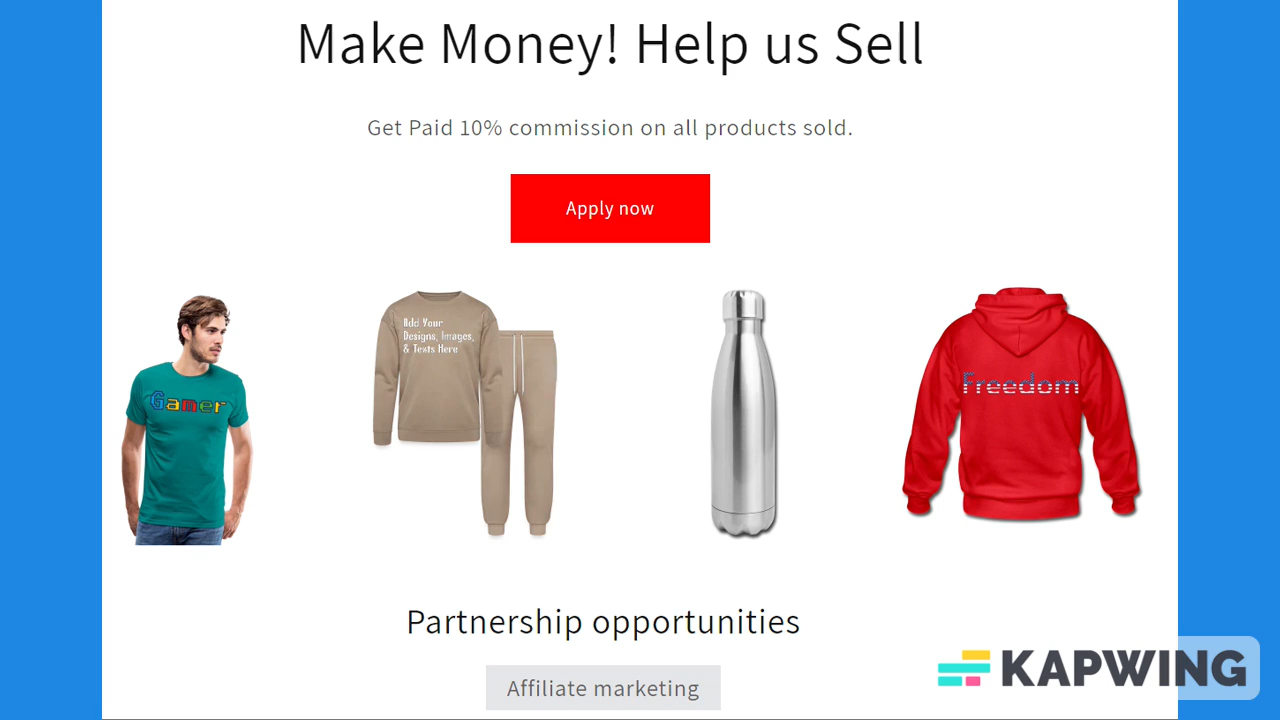 Make Money! Help us Sell
Get Paid 10% commission on all products sold.
Apply now
Gamer
Add Your
Designs, Images,
& Texts Here
Freedom
Partnership opportunities
Affiliate marketing
KAPWING